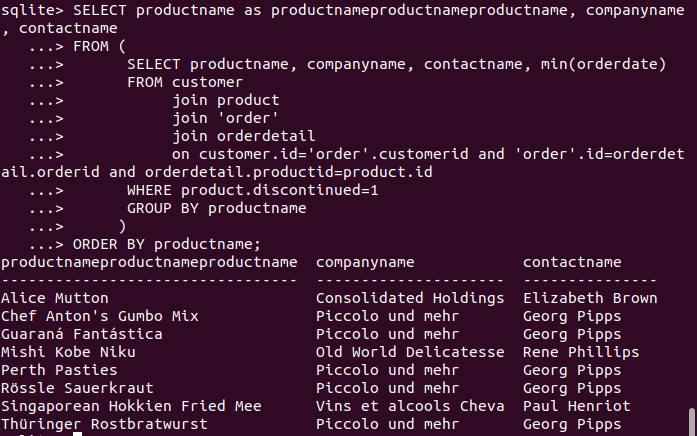 sqlite> SELECT productname as productnameproductnameproductname, companyname
, contactname
   ...> FROM (
   ...>       SELECT productname, companyname, contactname, min(orderdate)
   ...>       FROM customer
   ...>            join product
   ...>            join 'order'
   ...>            join orderdetail
   ...>            on customer.id='order'.customerid and 'order'.id=orderdet
ail.orderid and orderdetail.productid=product.id
   ...>       WHERE product.discontinued=1
   ...>       GROUP BY productname
   ...>      )
   ...> ORDER BY productname;
productnameproductnameproductname  companyname            contactname
---------------------------------  ---------------------  ---------------
Alice Mutton                       Consolidated Holdings  Elizabeth Brown
Chef Anton's Gumbo Mix             Piccolo und mehr       Georg Pipps
Guaraná Fantástica                 Piccolo und mehr       Georg Pipps
Mishi Kobe Niku                    Old World Delicatesse  Rene Phillips
Perth Pasties                      Piccolo und mehr       Georg Pipps
Rössle Sauerkraut                  Piccolo und mehr       Georg Pipps
Singaporean Hokkien Fried Mee      Vins et alcools Cheva  Paul Henriot
Thüringer Rostbratwurst            Piccolo und mehr       Georg Pipps